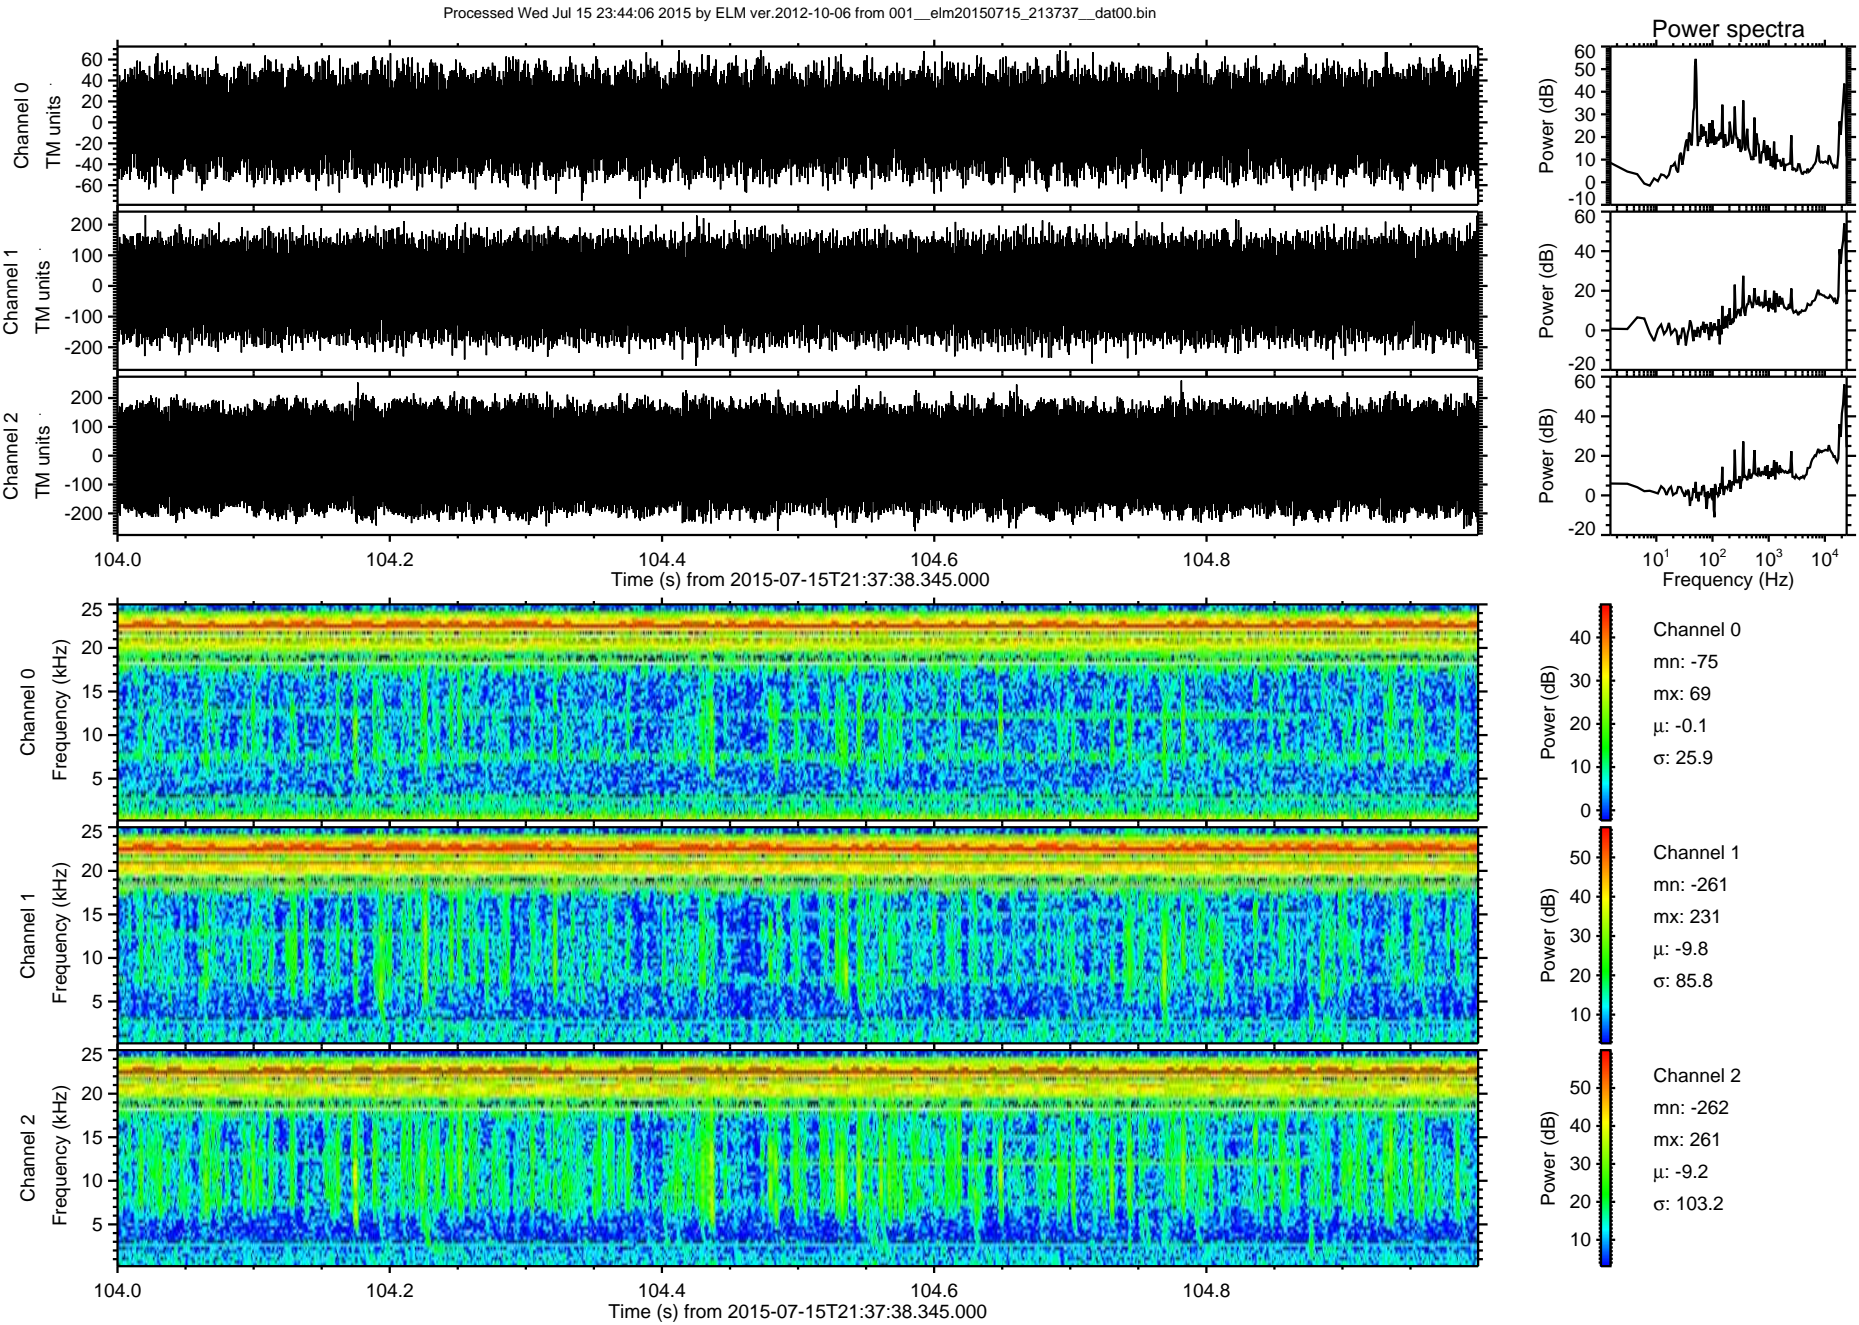 Processed Wed Jul 15 23:44:06 2015 by ELM ver.2012-10-06 from 001__elm20150715_213737__dat00.bin
Power spectra
Channel 0
TM units
60
40
20
0
-20
-40
-60
Power (dB)
60
50
40
30
20
10
0
-10
Channel 1
TM units
200
100
0
-100
-200
Power (dB)
60
40
20
0
-20
Channel 2
TM units
200
100
0
-100
-200
Power (dB)
60
40
20
0
-20
104.0 104.2 104.4 104.6 104.8
Time (s) from 2015-07-15T21:37:38.345.000
10¹ 10² 10³ 10⁴
Frequency (Hz)
Channel 0
Frequency (kHz)
25
20
15
10
5
Power (dB)
40
30
20
10
0
Channel 0
mn: -75
mx: 69
µ: -0.1
σ: 25.9
Channel 1
Frequency (kHz)
25
20
15
10
5
Power (dB)
50
40
30
20
10
Channel 1
mn: -261
mx: 231
µ: -9.8
σ: 85.8
Channel 2
Frequency (kHz)
25
20
15
10
5
Power (dB)
50
40
30
20
10
Channel 2
mn: -262
mx: 261
µ: -9.2
σ: 103.2
104.0 104.2 104.4 104.6 104.8
Time (s) from 2015-07-15T21:37:38.345.000